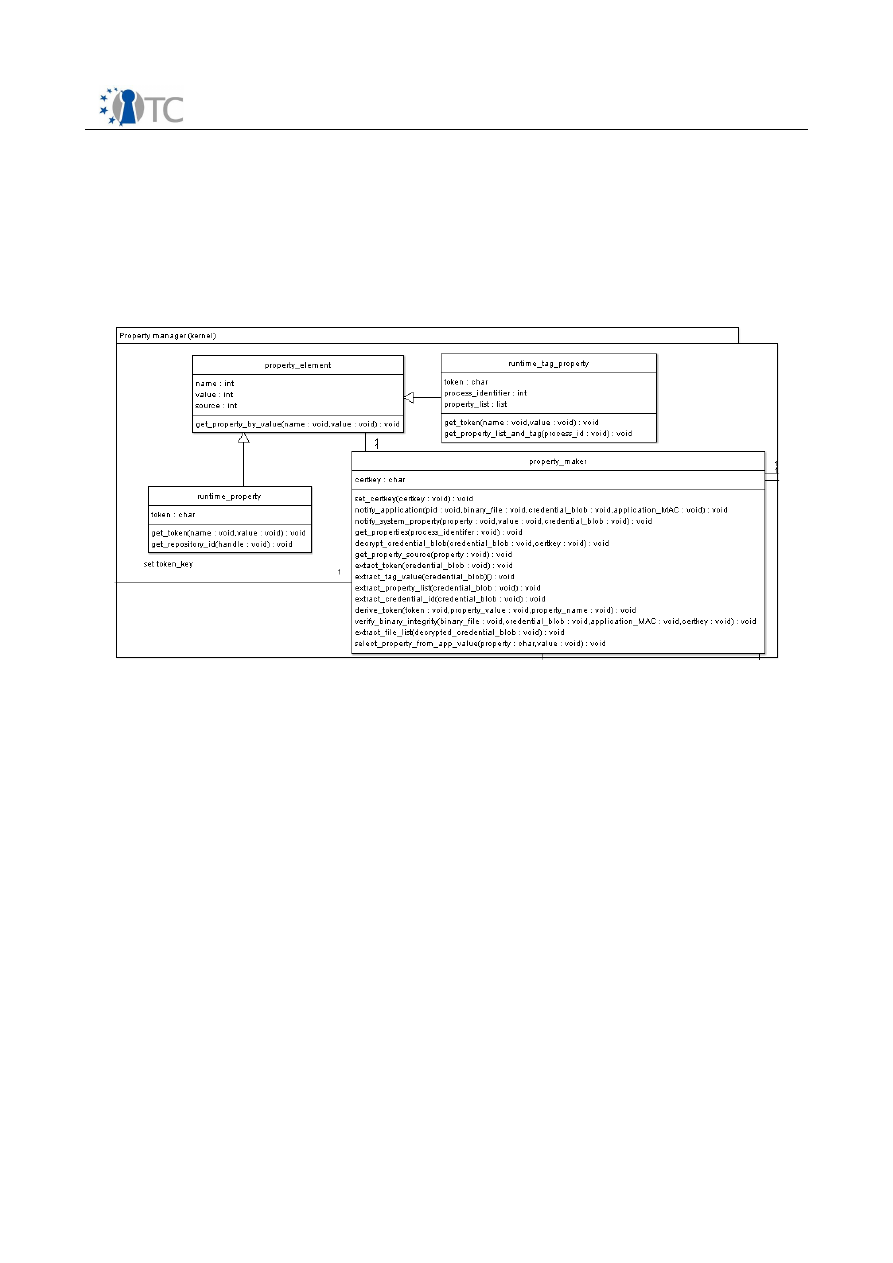 TC
Property manager (kernel)
property_element
name : int
value : int
source : int
get_property_by_value(name : void,value : void) : void
runtime_tag_property
token : char
process_identifier : int
property_list : list
get_token(name : void,value : void) : void
get_property_list_and_tag(process_id : void) : void
runtime_property
token : char
get_token(name : void,value : void) : void
get_repository_id(handle : void) : void
set token_key
1
property_maker
certkey : char
set_certkey(certkey : void) : void
notify_application(pid : void,binary_file : void,credential_blob : void,application_MAC : void) : void
notify_system_property(property : void,value : void,credential_blob : void) : void
get_properties(process_identifer : void) : void
decrypt_credential_blob(credential_blob : void,certkey : void) : void
get_property_source(property : void) : void
extact_token(credential_blob : void) : void
extract_tag_value(credential_blob)() : void
extract_property_list(credential_blob : void) : void
extract_credential_id(credential_blob : void) : void
derive_token(token : void,property_value : void,property_name : void) : void
verify_binary_integrity(binary_file : void,credential_blob : void,application_MAC : void,certkey : void) : void
extract_file_list(decrypted_credential_blob : void) : void
select_property_from_app_value(property : char,value : void) : void